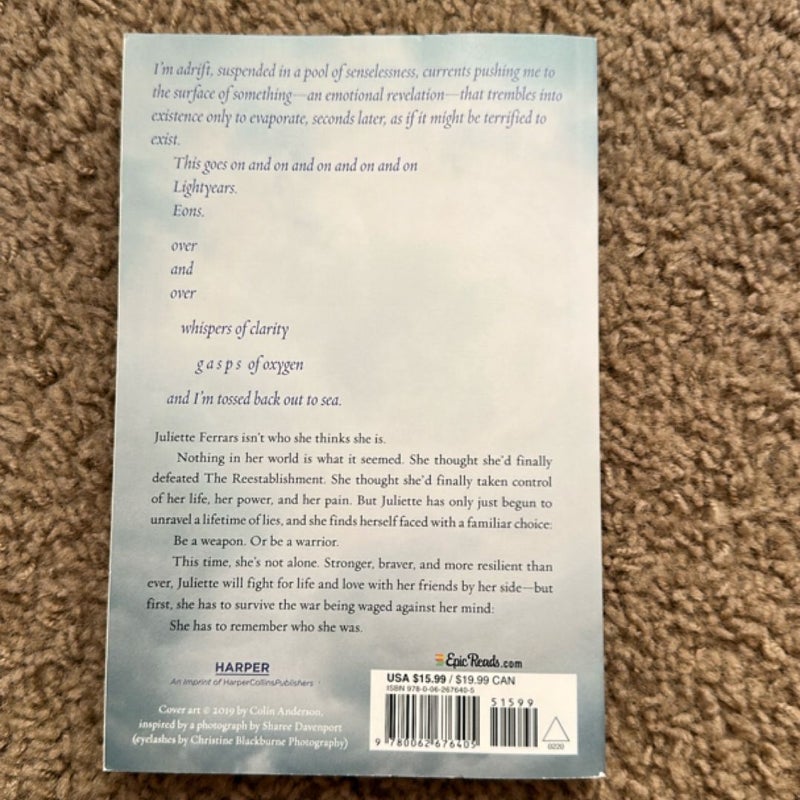 I'm adrift, suspended in a pool of senselessness, currents pushing me to
the surface of something—an emotional revelation—that trembles into
existence only to evaporate, seconds later, as if it might be terrified to
exist.
This goes on and on and on and on and on
Lightyears.
Eons.
over
and
over
whispers of clarity
g a s p s of oxygen
and I'm tossed back out to sea.
Juliette Ferrars isn't who she thinks she is.
Nothing in her world is what it seemed. She thought she'd finally
defeated The Reestablishment. She thought she'd finally taken control
of her life, her power, and her pain. But Juliette has only just begun to
unravel a lifetime of lies, and she finds herself faced with a familiar choice:
Be a weapon. Or be a warrior.
This time, she's not alone. Stronger, braver, and more resilient than
ever, Juliette will fight for life and love with her friends by her side—but
first, she has to survive the war being waged against her mind:
She has to remember who she was.
HARPER
An Imprint of HarperCollinsPublishers
Cover art © 2019 by Colin Anderson,
inspired by a photograph by Sharee Davenport
(eyelashes by Christine Blackburne Photography)
EpicReads.com
USA $15.99 / $19.99 CAN
ISBN 978-0-06-267640-5
51599
9 780062 676405
0220